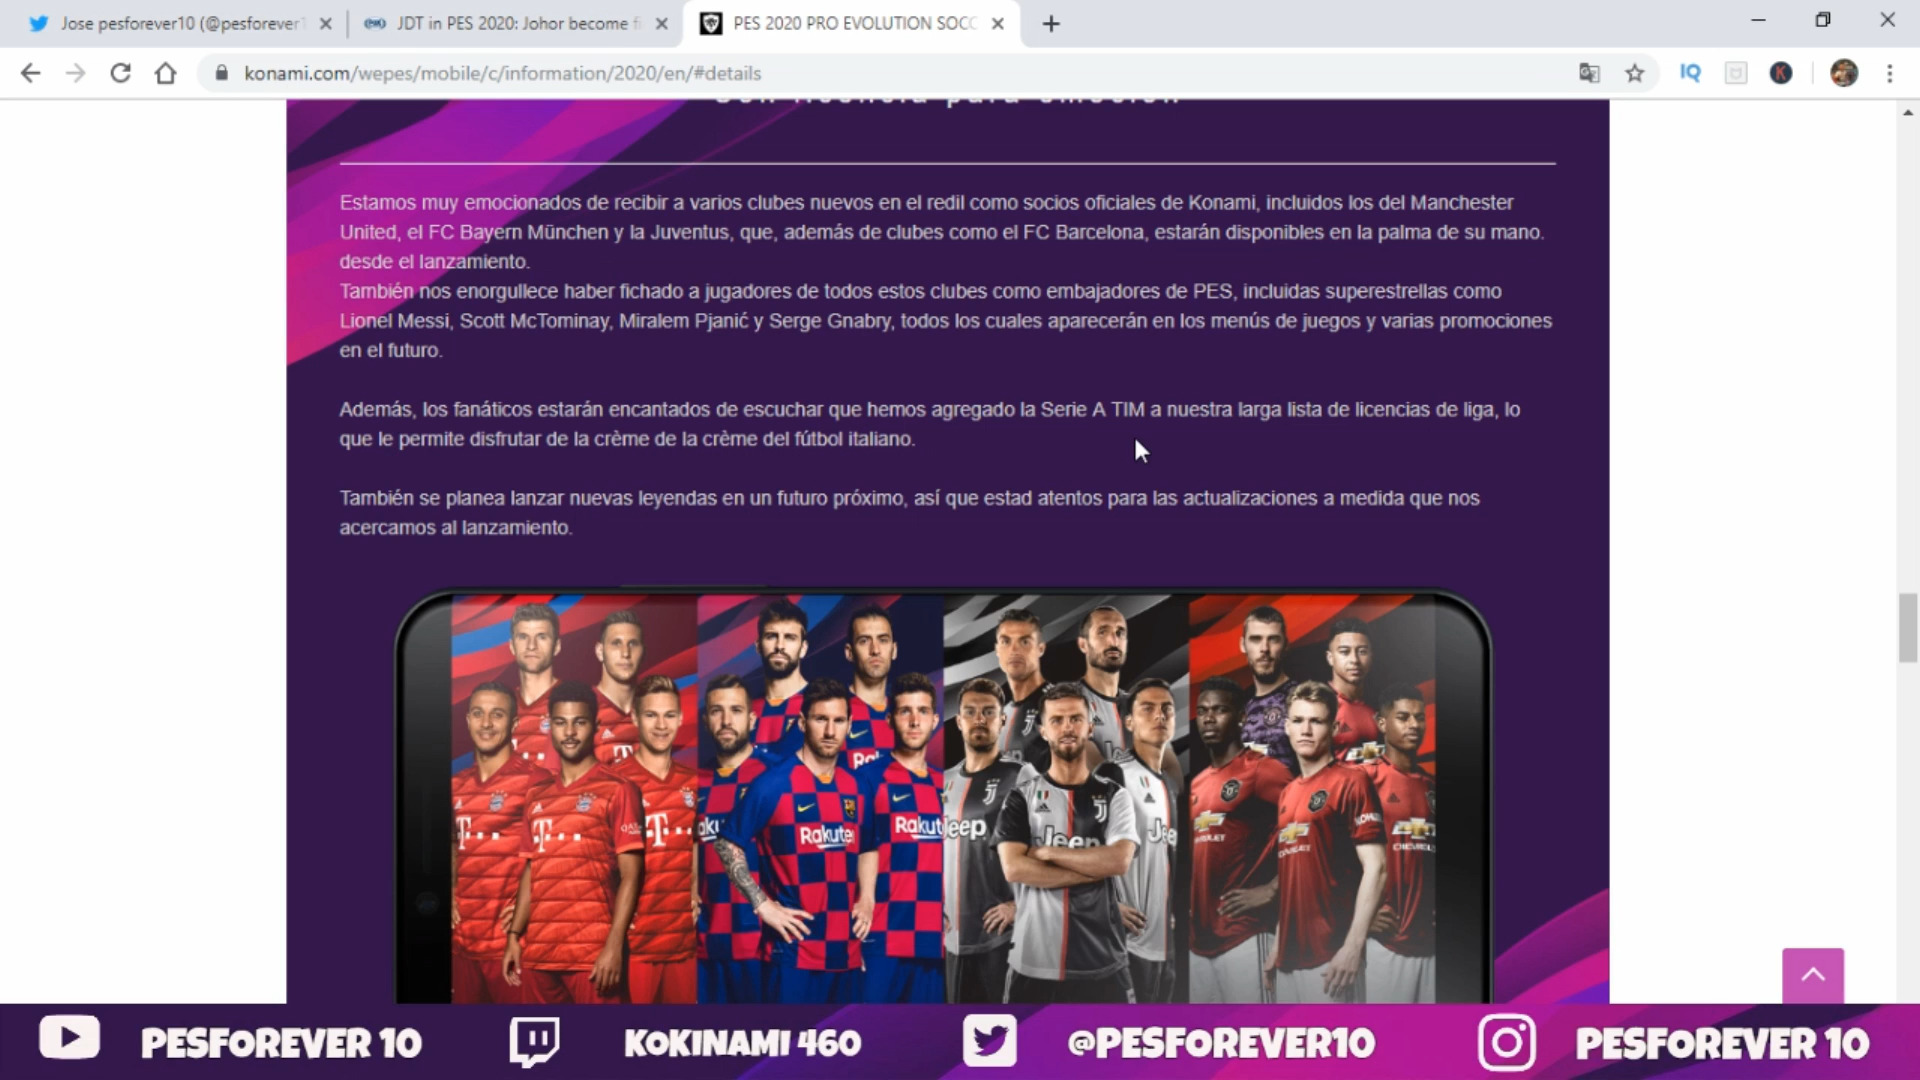 Jose pesforever10 (@pesforever1
JDT in PES 2020: Johor become fi
PES 2020 PRO EVOLUTION SOCC
konami.com/wepes/mobile/c/information/2020/en/#details
Estamos muy emocionados de recibir a varios clubes nuevos en el redil como socios oficiales de Konami, incluidos los del Manchester
United, el FC Bayern München y la Juventus, que, además de clubes como el FC Barcelona, estarán disponibles en la palma de su mano.
desde el lanzamiento.
También nos enorgullece haber fichado a jugadores de todos estos clubes como embajadores de PES, incluidas superestrellas como
Lionel Messi, Scott McTominay, Miralem Pjanić y Serge Gnabry, todos los cuales aparecerán en los menús de juegos y varias promociones
en el futuro.
Además, los fanáticos estarán encantados de escuchar que hemos agregado la Serie A TIM a nuestra larga lista de licencias de liga, lo
que le permite disfrutar de la crème de la crème del fútbol italiano.
También se planea lanzar nuevas leyendas en un futuro próximo, así que estad atentos para las actualizaciones a medida que nos
acercamos al lanzamiento.
PESFOREVER 10
KOKINAMI 460
@PESFOREVER10
PESFOREVER 10